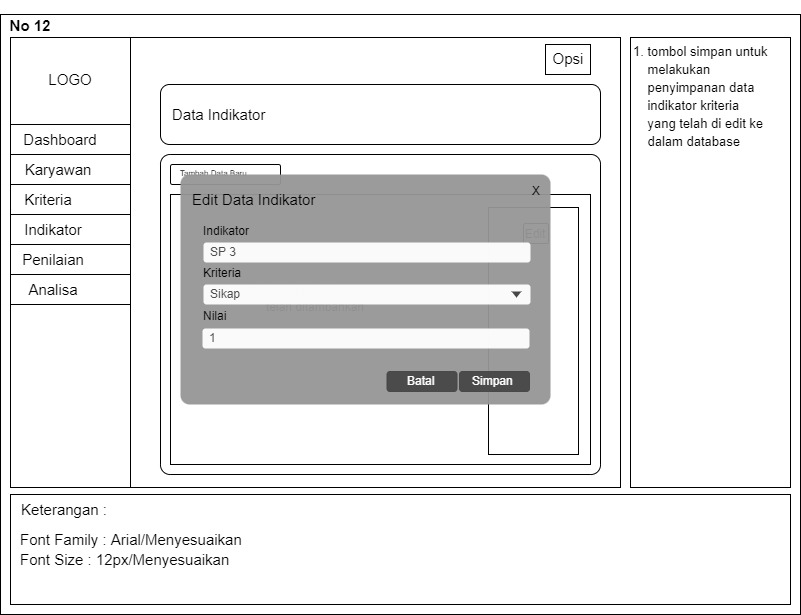 No 12
LOGO
Opsi
Data Indikator
Dashboard
Karyawan
Kriteria
Indikator
Penilaian
Analisa
Tambah Data Baru
Edit Data Indikator
X
Edit
Indikator
SP 3
Kriteria
Sikap
telah ditambahkan
Nilai
1
Batal
Simpan
1. tombol simpan untuk
melakukan
penyimpanan data
indikator kriteria
yang telah di edit ke
dalam database
Keterangan :
Font Family : Arial/Menyesuaikan
Font Size : 12px/Menyesuaikan